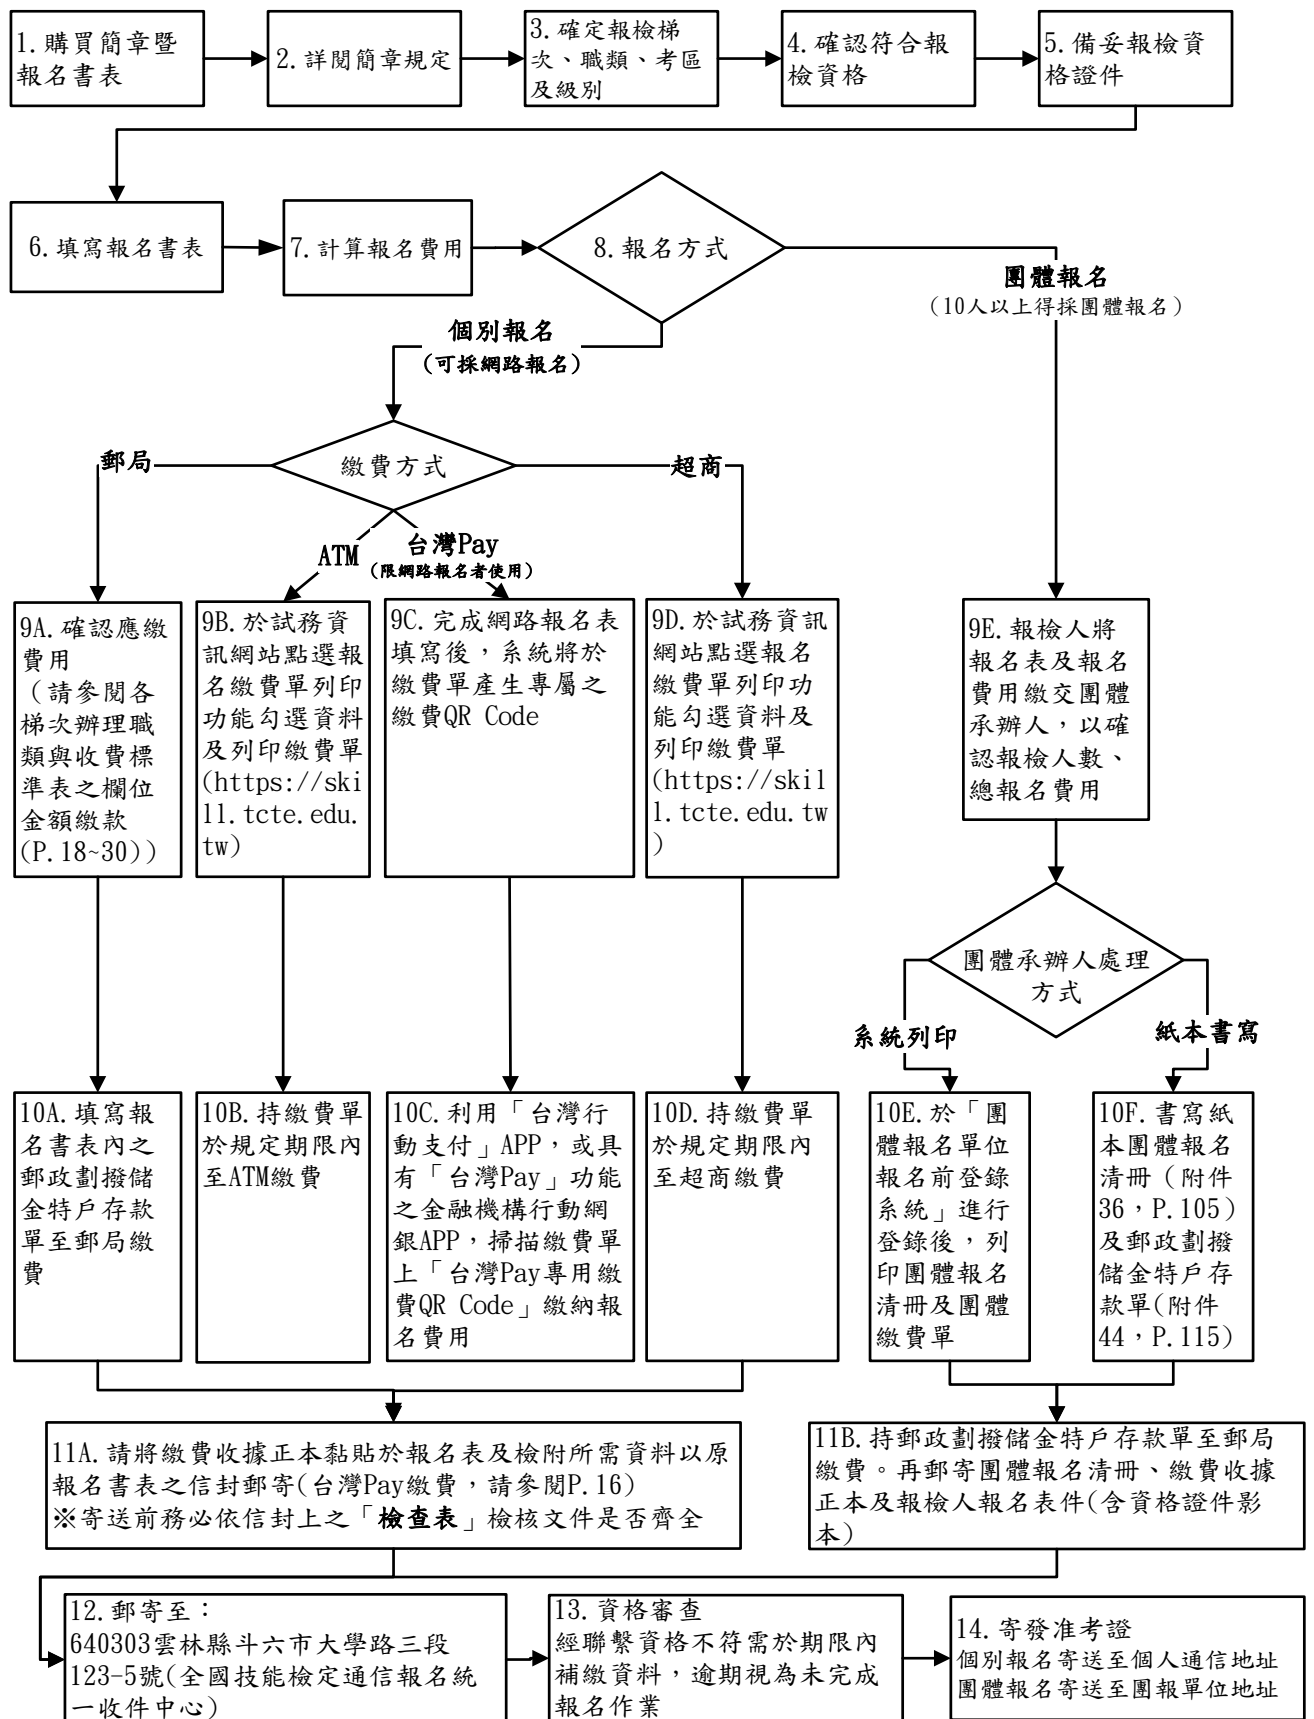 1.購買簡章暨
報名書表
2.詳閱簡章規定
3.確定報檢梯
次、職類、考區
及級別
4.確認符合報
檢資格
5.備妥報檢資
格證件
6.填寫報名書表
7.計算報名費用
8.報名方式
團體報名
(10人以上得採團體報名)
個別報名
(可採網路報名)
繳費方式
郵局
ATM
台灣Pay
(限網路報名者使用)
超商
9A.確認應繳
費用
(請參閱各
梯次辦理職
類與收費標
準表之欄位
金額繳款
(P.18~30))
9B.於試務資
訊網站點選報
名繳費單列印
功能勾選資料
及列印繳費單
(https://ski
ll.tcte.edu.
tw)
9C.完成網路報名表
填寫後，系統將於
繳費單產生專屬之
繳費QR Code
9D.於試務資訊
網站點選報名
繳費單列印功
能勾選資料及
列印繳費單
(https://skil
l.tcte.edu.tw
)
9E.報檢人將
報名表及報名
費用繳交團體
承辦人，以確
認報檢人數、
總報名費用
團體承辦人處理
方式
系統列印
紙本書寫
10A.填寫報
名書表內之
郵政劃撥儲
金特戶存款
單至郵局繳
費
10B.持繳費單
於規定期限內
至ATM繳費
10C.利用「台灣行
動支付」APP，或具
有「台灣Pay」功能
之金融機構行動網
銀APP，掃描繳費單
上「台灣Pay專用繳
費QR Code」繳納報
名費用
10D.持繳費單
於規定期限內
至超商繳費
10E.於「團
體報名單位
報名前登錄
系統」進行
登錄後，列
印團體報名
清冊及團體
繳費單
10F.書寫紙
本團體報名
清冊(附件
36，P.105)
及郵政劃撥
儲金特戶存
款單(附件
44，P.115)
11A.請將繳費收據正本黏貼於報名表及檢附所需資料以原
報名書表之信封郵寄(台灣Pay繳費，請參閱P.16)
※寄送前務必依信封上之「檢查表」檢核文件是否齊全
11B.持郵政劃撥儲金特戶存款單至郵局
繳費。再郵寄團體報名清冊、繳費收據
正本及報檢人報名表件(含資格證件影
本)
12.郵寄至：
640303雲林縣斗六市大學路三段
123-5號(全國技能檢定通信報名統
一收件中心)
13.資格審查
經聯繫資格不符需於期限內
補繳資料，逾期視為未完成
報名作業
14.寄發准考證
個別報名寄送至個人通信地址
團體報名寄送至團報單位地址